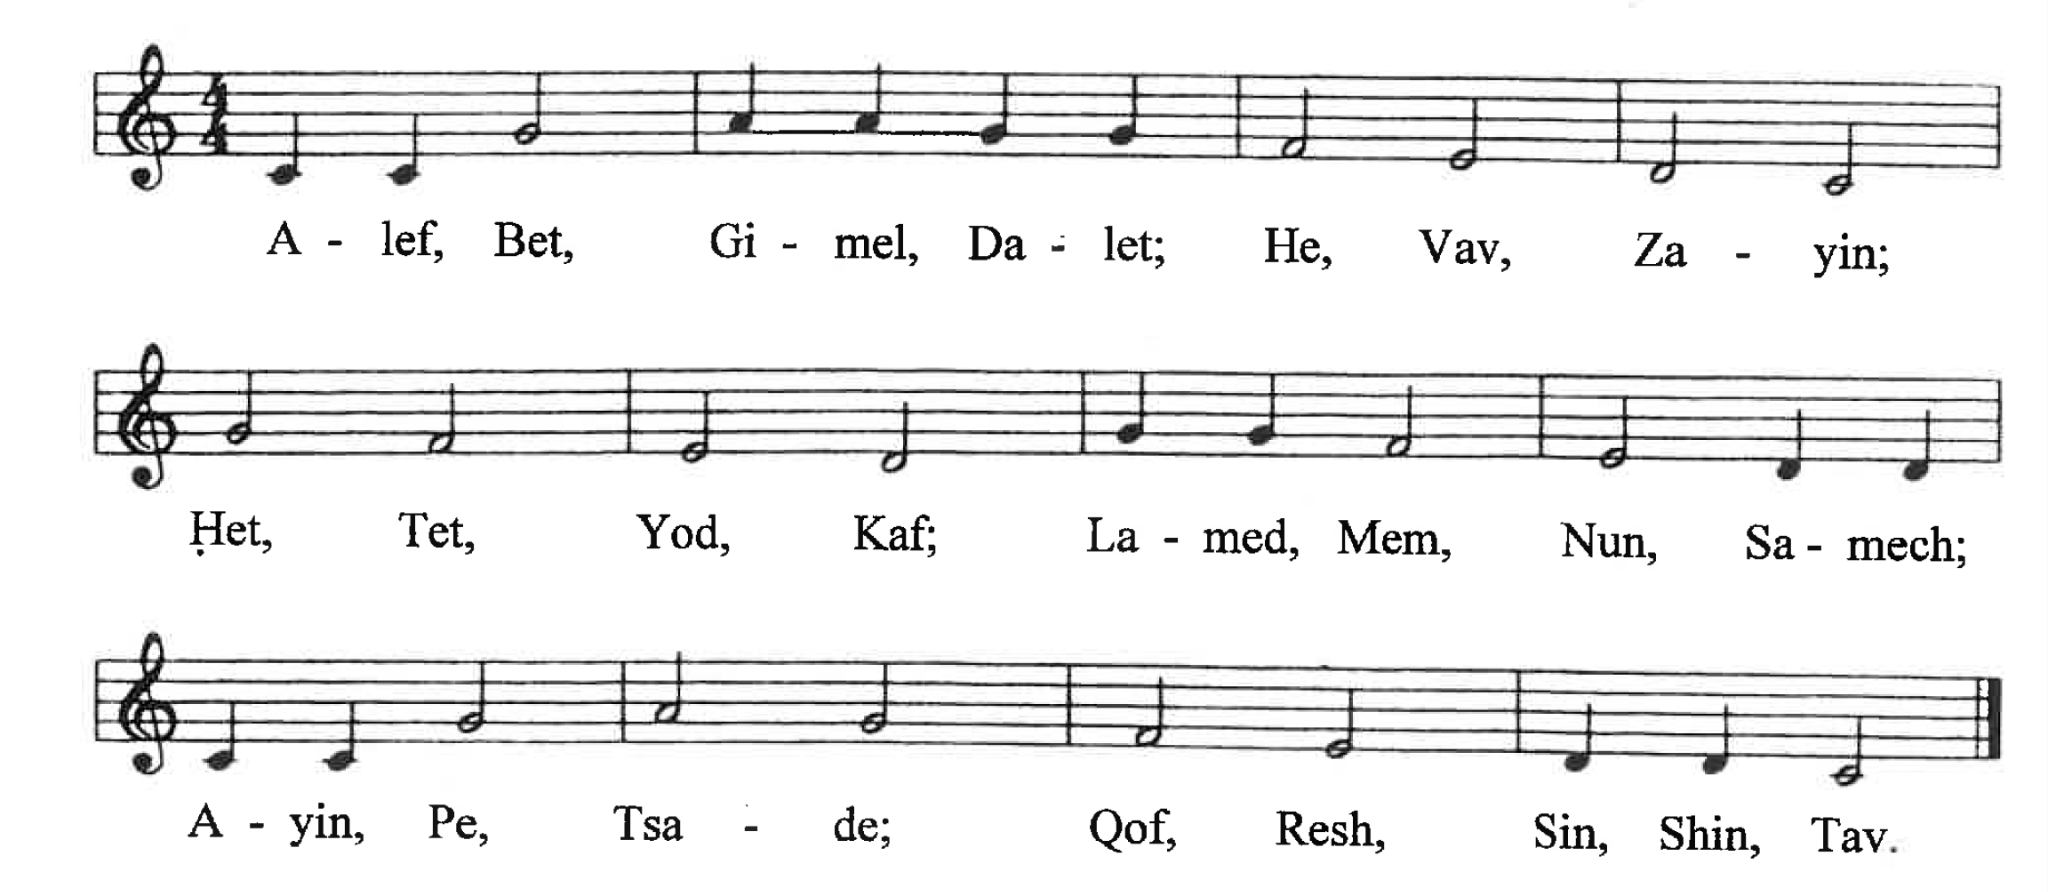 A - lef, Bet, Gi - mel, Da - let; He, Vav, Za - yin;
Ḥet, Tet, Yod, Kaf; La - med, Mem, Nun, Sa - mech;
A - yin, Pe, Tsa - de; Qof, Resh, Sin, Shin, Tav.